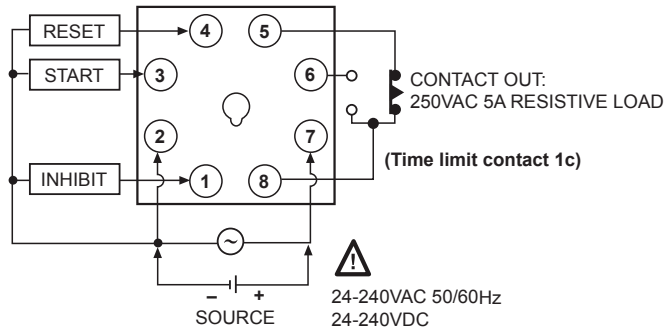 RESET
4
5
START
3
6
CONTACT OUT:
250VAC 5A RESISTIVE LOAD
2
7
(Time limit contact 1c)
INHIBIT
1
8
~
!
− +
SOURCE
24-240VAC 50/60Hz
24-240VDC